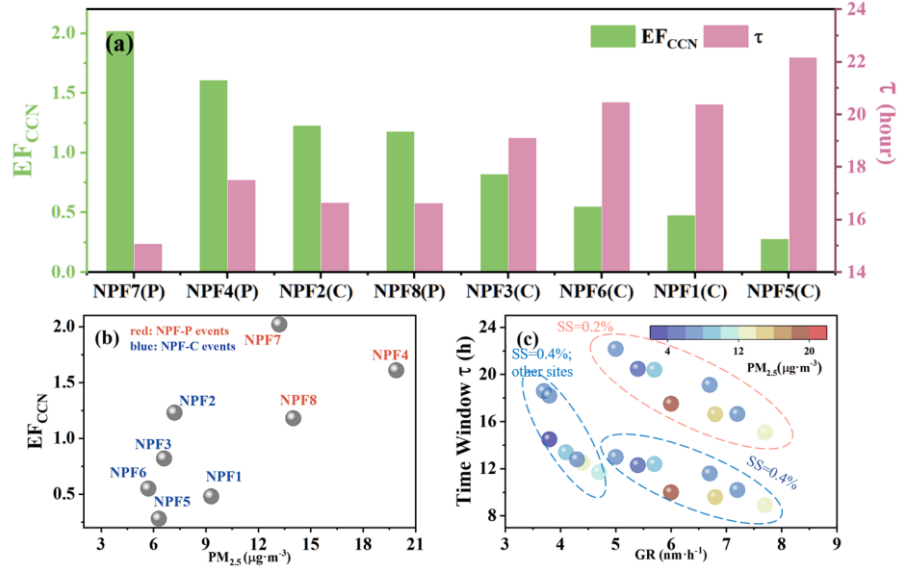 (a)
EF_CCN
τ
EF_CCN
2.0
1.5
1.0
0.5
0.0
24
22
20
18
16
14
τ (hour)
NPF7(P) NPF4(P) NPF2(C) NPF8(P) NPF3(C) NPF6(C) NPF1(C) NPF5(C)
(b)
red: NPF-P events
blue: NPF-C events
NPF7
NPF4
NPF2
NPF8
NPF3
NPF6
NPF1
NPF5
EF_CCN
2.0
1.5
1.0
0.5
3 6 9 12 15 18 21
PM₂.₅(μg·m⁻³)
(c)
SS=0.2%
4 12 20
PM₂.₅(μg·m⁻³)
SS=0.4%;
other sites
SS=0.4%
Time Window τ (h)
24
20
16
12
8
3 4 5 6 7 8 9
GR (nm·h⁻¹)